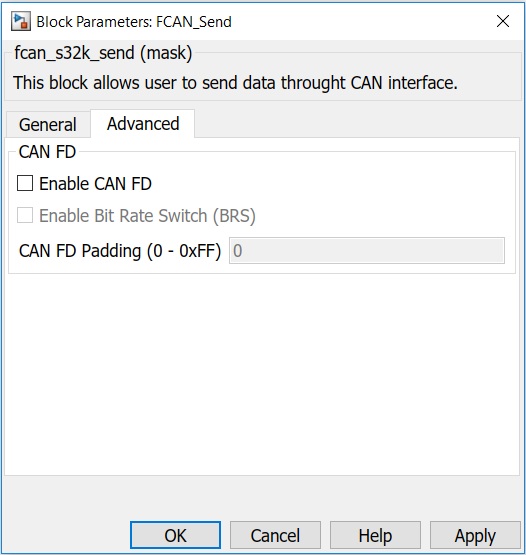 Block Parameters: FCAN_Send
fcan_s32k_send (mask)
This block allows user to send data throught CAN interface.
General Advanced
CAN FD
Enable CAN FD
Enable Bit Rate Switch (BRS)
CAN FD Padding (0 - 0xFF) 0
OK Cancel Help Apply